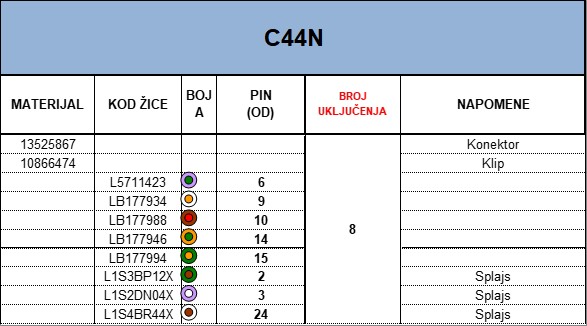 C44N
MATERIJAL KOD ŽICE BOJ A PIN (OD) BROJ UKLJUČENJA NAPOMENE
13525867 Konektor
10866474 Klip
L5711423 6
LB177934 9
LB177988 10
8
LB177946 14
LB177994 15
L1S3BP12X 2 Splajs
L1S2DN04X 3 Splajs
L1S4BR44X 24 Splajs